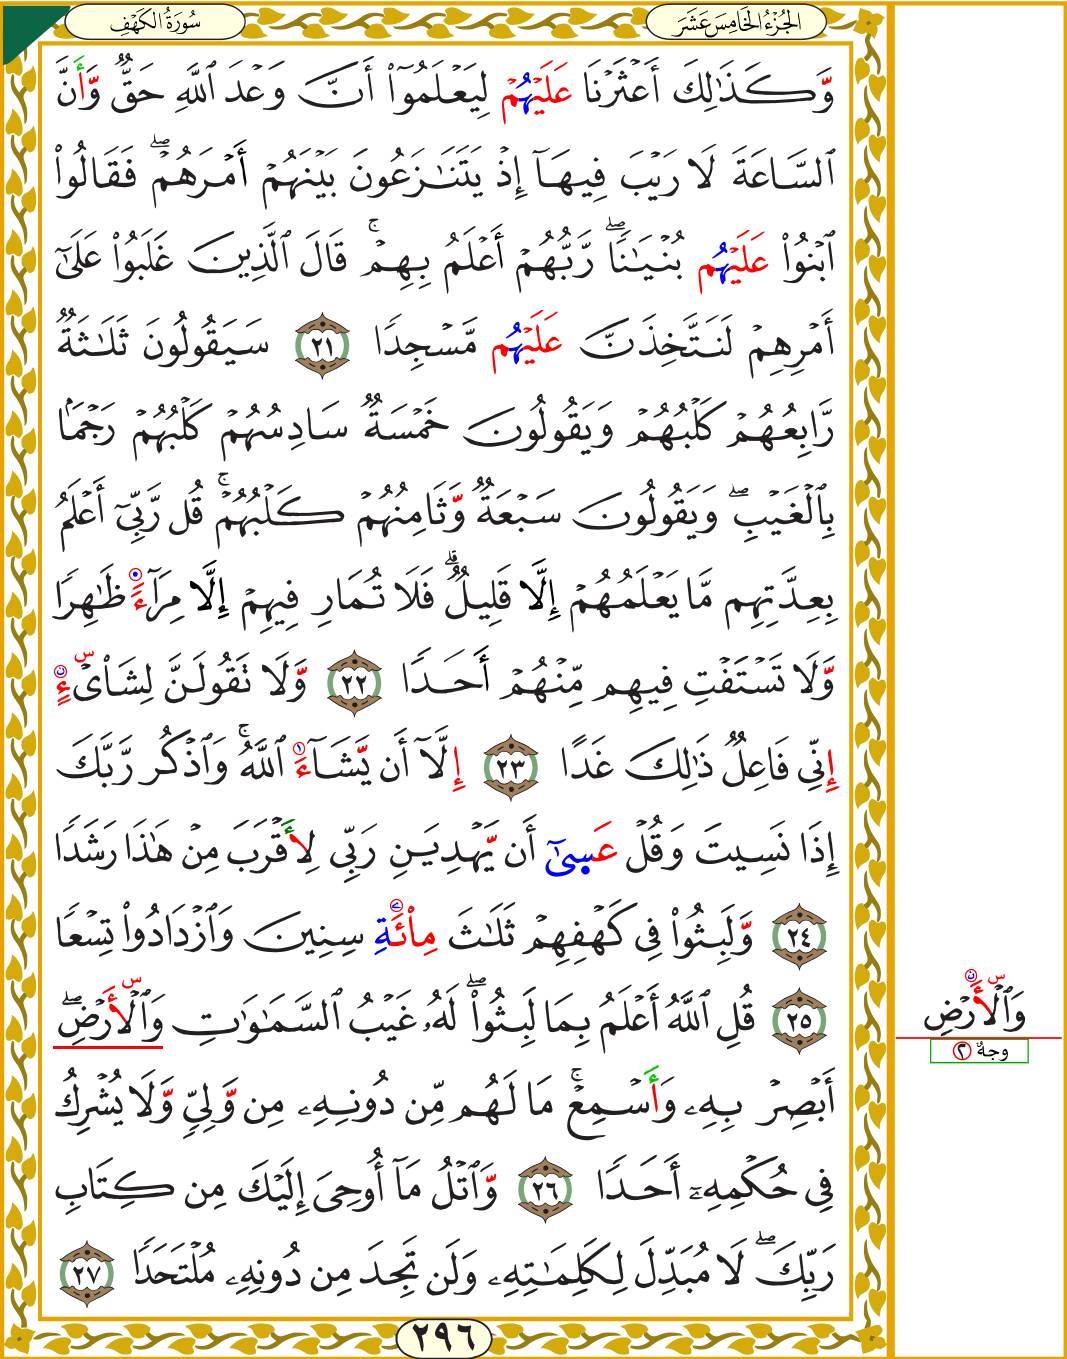 الجُزْءُ الخَامِسَ عَشَرَ
سُورَةُ الكَهْفِ
وَّكَذَٰلِكَ أَعۡثَرۡنَا عَلَيۡهُمۡ لِيَعۡلَمُوٓاْ أَنَّ وَعۡدَ ٱللَّهِ حَقّٞ وَّأَنَّ
ٱلسَّاعَةَ لَا رَيۡبَ فِيهَآ إِذۡ يَتَنَٰزَعُونَ بَيۡنَهُمۡ أَمۡرَهُمۡۖ فَقَالُواْ
ٱبۡنُواْ عَلَيۡهُم بُنۡيَٰنٗاۖ رَّبُّهُمۡ أَعۡلَمُ بِهِمۡۚ قَالَ ٱلَّذِينَ غَلَبُواْ عَلَىٰٓ
أَمۡرِهِمۡ لَنَتَّخِذَنَّ عَلَيۡهُم مَّسۡجِدٗا ٢١ سَيَقُولُونَ ثَلَٰثَةٞ
رَّابِعُهُمۡ كَلۡبُهُمۡ وَيَقُولُونَ خَمۡسَةٞ سَادِسُهُمۡ كَلۡبُهُمۡ رَجۡمَۢا
بِٱلۡغَيۡبِۖ وَيَقُولُونَ سَبۡعَةٞ وَّثَامِنُهُمۡ كَلۡبُهُمۡۚ قُل رَّبِّيٓ أَعۡلَمُ
بِعِدَّتِهِم مَّا يَعۡلَمُهُمۡ إِلَّا قَلِيلٞۗ فَلَا تُمَارِ فِيهِمۡ إِلَّا مِرَآءٗ ظَٰهِرٗا
وَّلَا تَسۡتَفۡتِ فِيهِم مِّنۡهُمۡ أَحَدٗا ٢٢ وَّلَا تَقُولَنَّ لِشَاْيۡءٍ
إِنِّي فَاعِلٞ ذَٰلِكَ غَدًا ٢٣ إِلَّآ أَن يَّشَآءَ ٱللَّهُۚ وَٱذۡكُر رَّبَّكَ
إِذَا نَسِيتَ وَقُلۡ عَسىٰٓ أَن يَّهۡدِيَنِ رَبِّي لِأَقۡرَبَ مِنۡ هَٰذَا رَشَدٗا
٢٤ وَّلَبِثُواْ فِي كَهۡفِهِمۡ ثَلَٰثَ مِاْئَةِ سِنِينَ وَٱزۡدَادُواْ تِسۡعٗا
٢٥ قُلِ ٱللَّهُ أَعۡلَمُ بِمَا لَبِثُواْۖ لَهُۥ غَيۡبُ ٱلسَّمَٰوَٰتِ وَٱلۡأَرۡضِۖ
أَبۡصِرۡ بِهِۦ وَأَسۡمِعۡۚ مَا لَهُم مِّن دُونِهِۦ مِن وَّلِيّٖ وَّلَا يُشۡرِكُ
فِي حُكۡمِهِۦٓ أَحَدٗا ٢٦ وَّٱتۡلُ مَآ أُوحِيَ إِلَيۡكَ مِن كِتَابِ
رَبِّكَۖ لَا مُبَدِّلَ لِكَلِمَٰتِهِۦ وَلَن تَجِدَ مِن دُونِهِۦ مُلۡتَحَدٗا ٢٧
وَٱلۡأَرۡضِ
وجهٌ ٢
٢٩٦